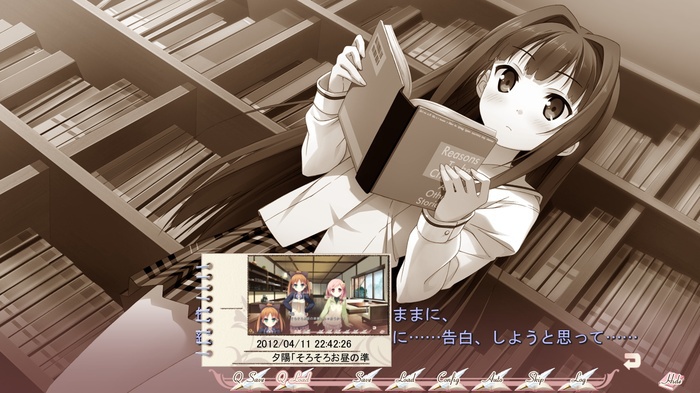 Reasons
Other
Stories
ままに、
に……告白、しようと思って……
2012/04/11 22:42:26
夕陽「そろそろお昼の準
Q.Save
Q.Load
Save
Load
Config
Auto
Skip
Log
Hide